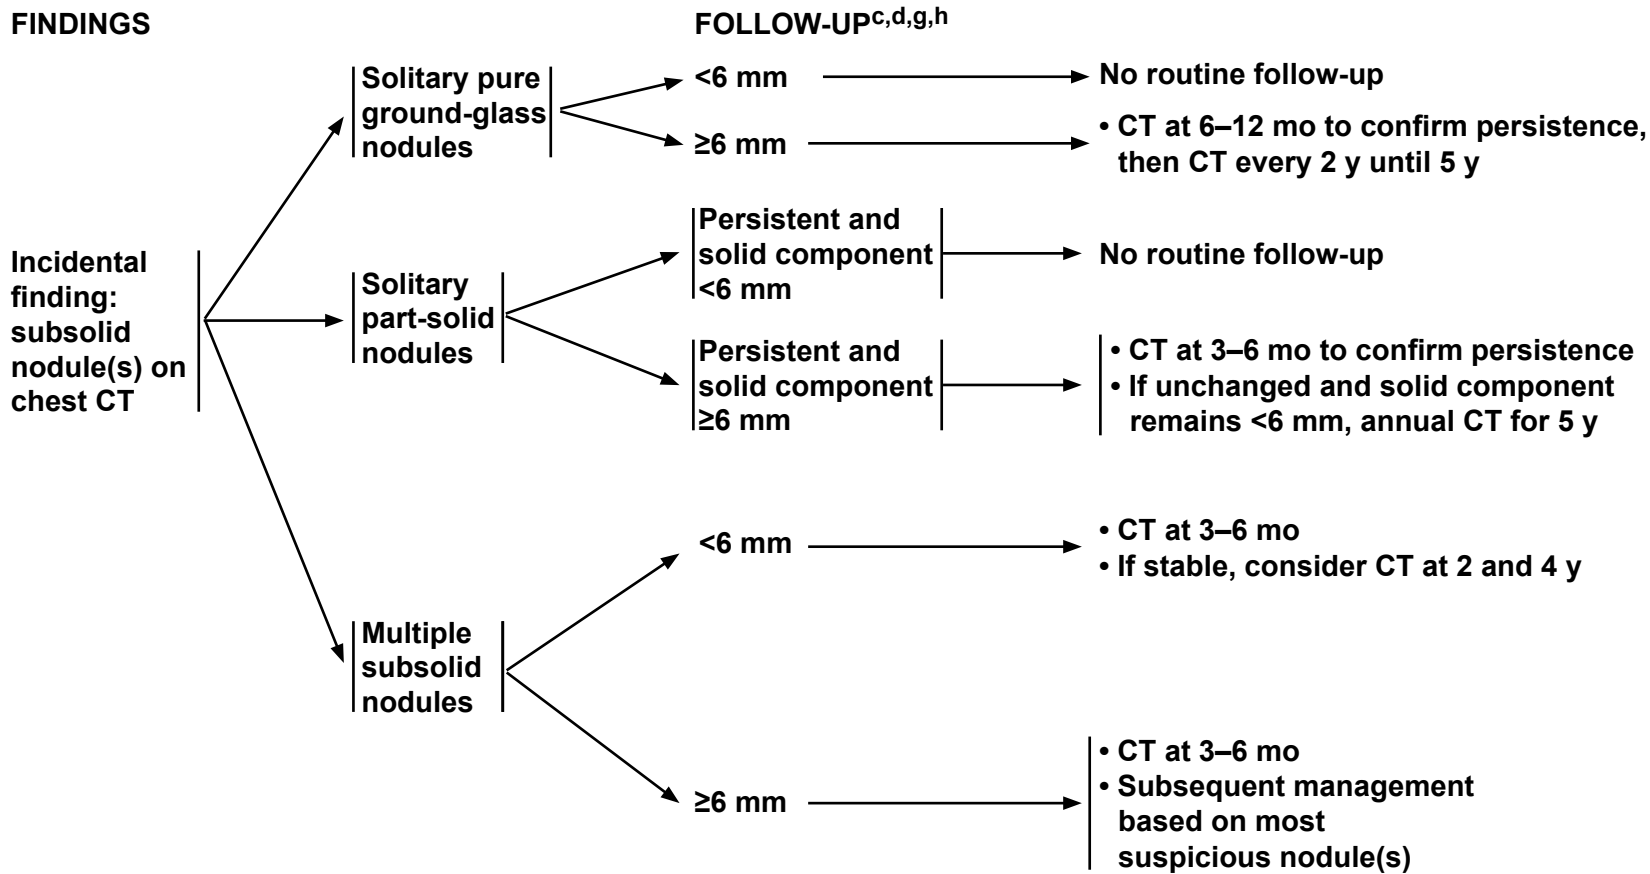 FINDINGS
FOLLOW-UPc,d,g,h
Incidental
finding:
subsolid
nodule(s) on
chest CT
Solitary pure
ground-glass
nodules
<6 mm
No routine follow-up
≥6 mm
• CT at 6–12 mo to confirm persistence,
then CT every 2 y until 5 y
Solitary
part-solid
nodules
Persistent and
solid component
<6 mm
No routine follow-up
Persistent and
solid component
≥6 mm
• CT at 3–6 mo to confirm persistence
• If unchanged and solid component
remains <6 mm, annual CT for 5 y
Multiple
subsolid
nodules
<6 mm
• CT at 3–6 mo
• If stable, consider CT at 2 and 4 y
≥6 mm
• CT at 3–6 mo
• Subsequent management
based on most
suspicious nodule(s)